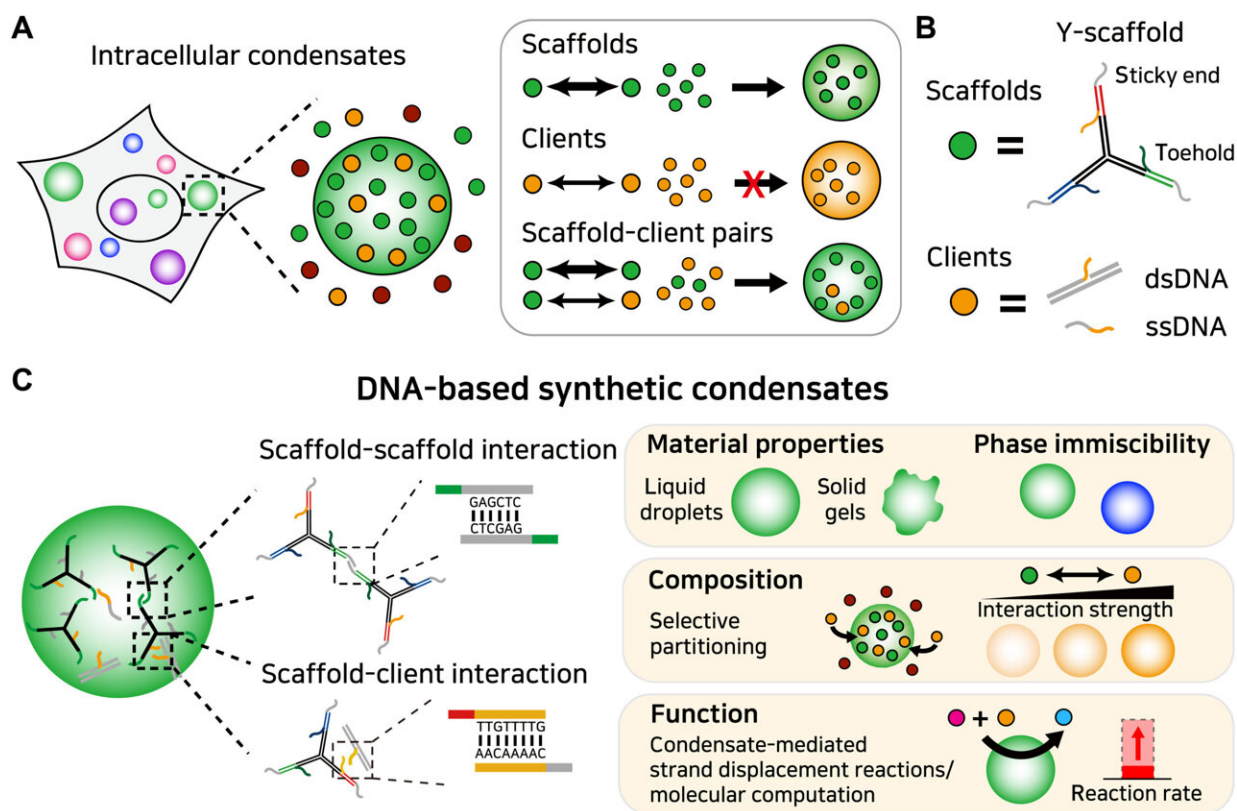 A
Intracellular condensates
Scaffolds
Clients
X
Scaffold-client pairs
B
Y-scaffold
Sticky end
Scaffolds
=
Toehold
Clients
=
dsDNA
ssDNA
C
DNA-based synthetic condensates
Scaffold-scaffold interaction
GAGCTC
CTCGAG
Scaffold-client interaction
TTGTTTTG
AACAAAAC
Material properties
Liquid
droplets
Solid
gels
Phase immiscibility
Composition
Selective
partitioning
Interaction strength
Function
Condensate-mediated
strand displacement reactions/
molecular computation
+
Reaction rate